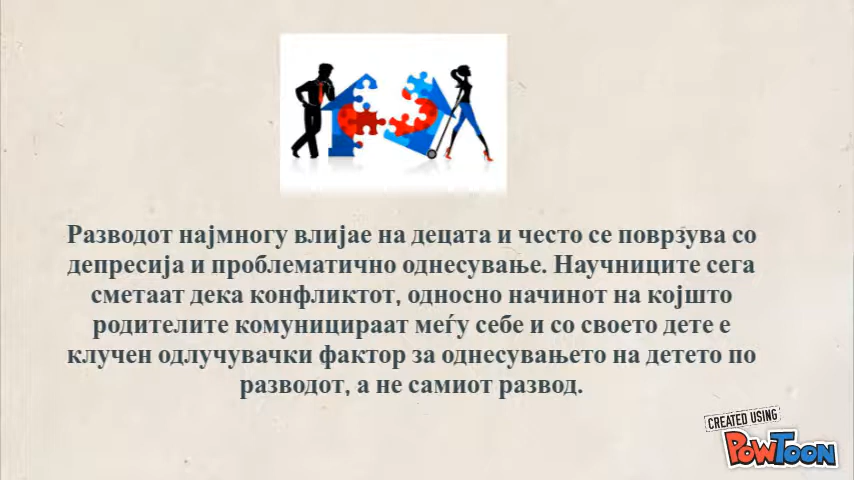 Разводот најмногу влијае на децата и често се поврзува со
депресија и проблематично однесување. Научниците сега
сметаат дека конфликтот, односно начинот на којшто
родителите комуницираат меѓу себе и со своето дете е
клучен одлучувачки фактор за однесувањето на детето по
разводот, а не самиот развод.
CREATED USING
POWTOON